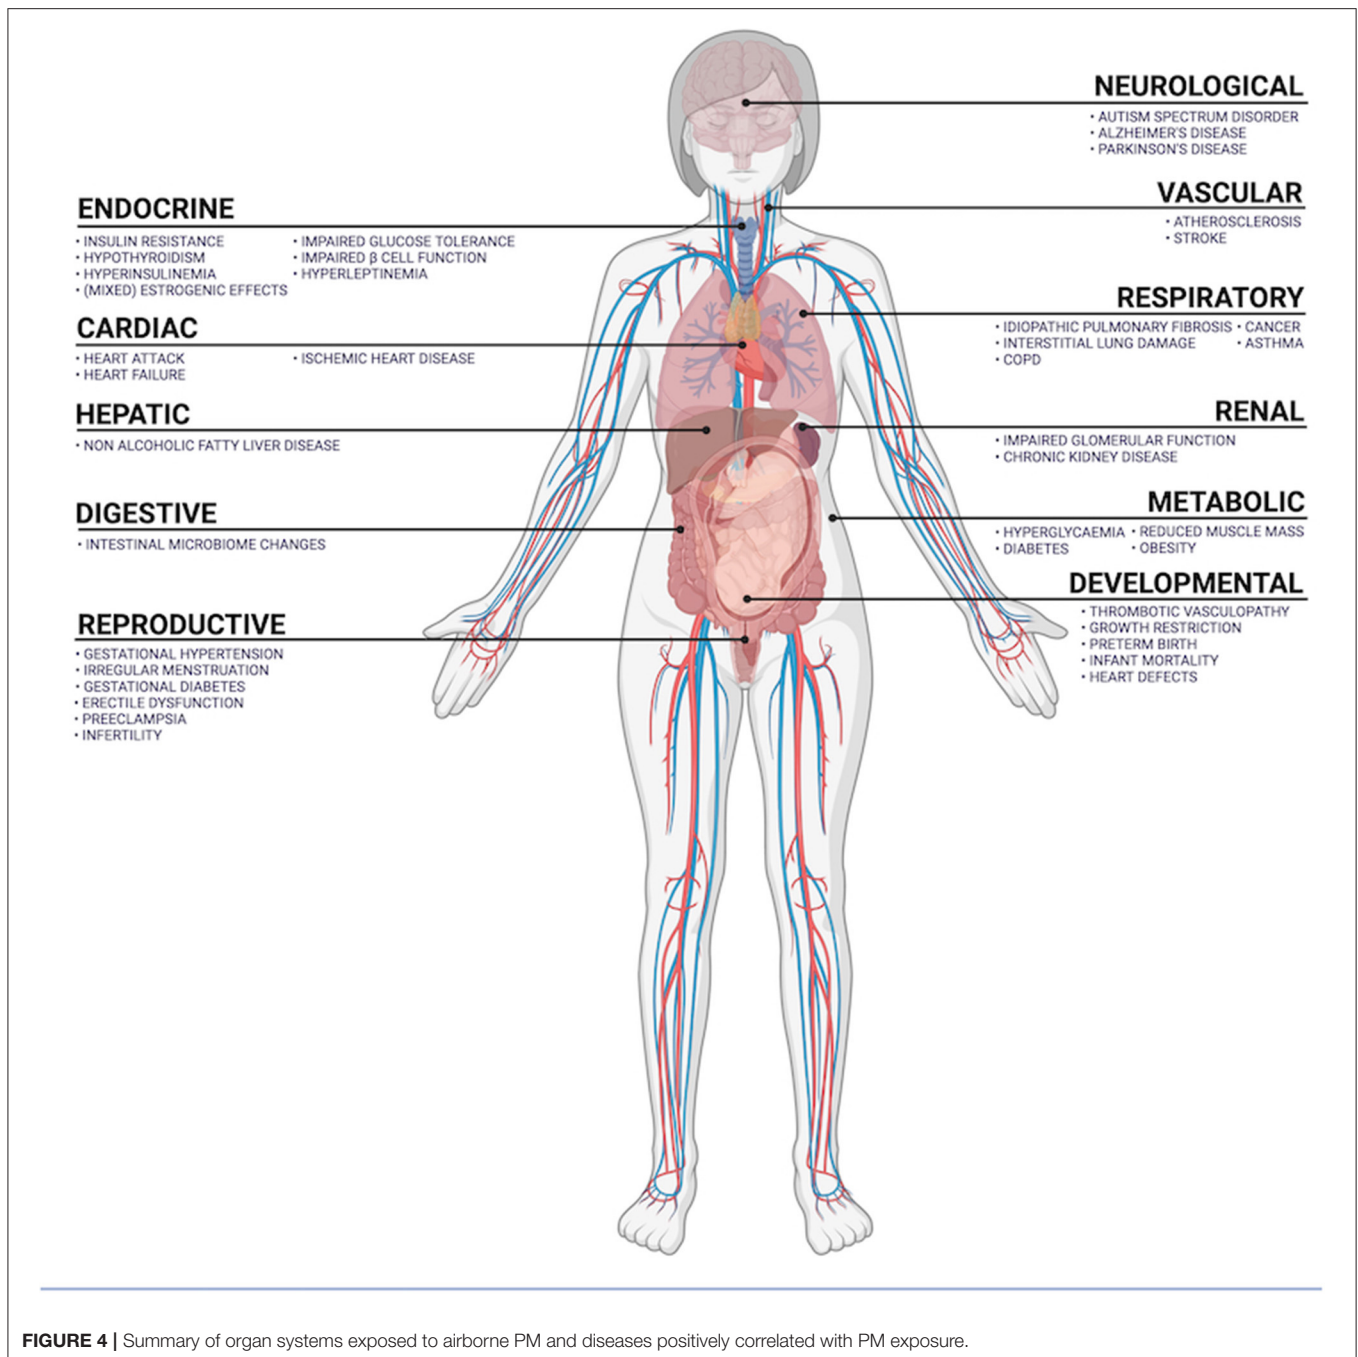 NEUROLOGICAL
• AUTISM SPECTRUM DISORDER
• ALZHEIMER'S DISEASE
• PARKINSON'S DISEASE
VASCULAR
• ATHEROSCLEROSIS
• STROKE
ENDOCRINE
• INSULIN RESISTANCE • IMPAIRED GLUCOSE TOLERANCE
• HYPOTHYROIDISM • IMPAIRED β CELL FUNCTION
• HYPERINSULINEMIA • HYPERLEPTINEMIA
• (MIXED) ESTROGENIC EFFECTS
RESPIRATORY
• IDIOPATHIC PULMONARY FIBROSIS • CANCER
• INTERSTITIAL LUNG DAMAGE • ASTHMA
• COPD
CARDIAC
• HEART ATTACK • ISCHEMIC HEART DISEASE
• HEART FAILURE
HEPATIC
• NON ALCOHOLIC FATTY LIVER DISEASE
RENAL
• IMPAIRED GLOMERULAR FUNCTION
• CHRONIC KIDNEY DISEASE
DIGESTIVE
• INTESTINAL MICROBIOME CHANGES
METABOLIC
• HYPERGLYCAEMIA • REDUCED MUSCLE MASS
• DIABETES • OBESITY
DEVELOPMENTAL
• THROMBOTIC VASCULOPATHY
• GROWTH RESTRICTION
• PRETERM BIRTH
• INFANT MORTALITY
• HEART DEFECTS
REPRODUCTIVE
• GESTATIONAL HYPERTENSION
• IRREGULAR MENSTRUATION
• GESTATIONAL DIABETES
• ERECTILE DYSFUNCTION
• PREECLAMPSIA
• INFERTILITY
FIGURE 4 | Summary of organ systems exposed to airborne PM and diseases positively correlated with PM exposure.